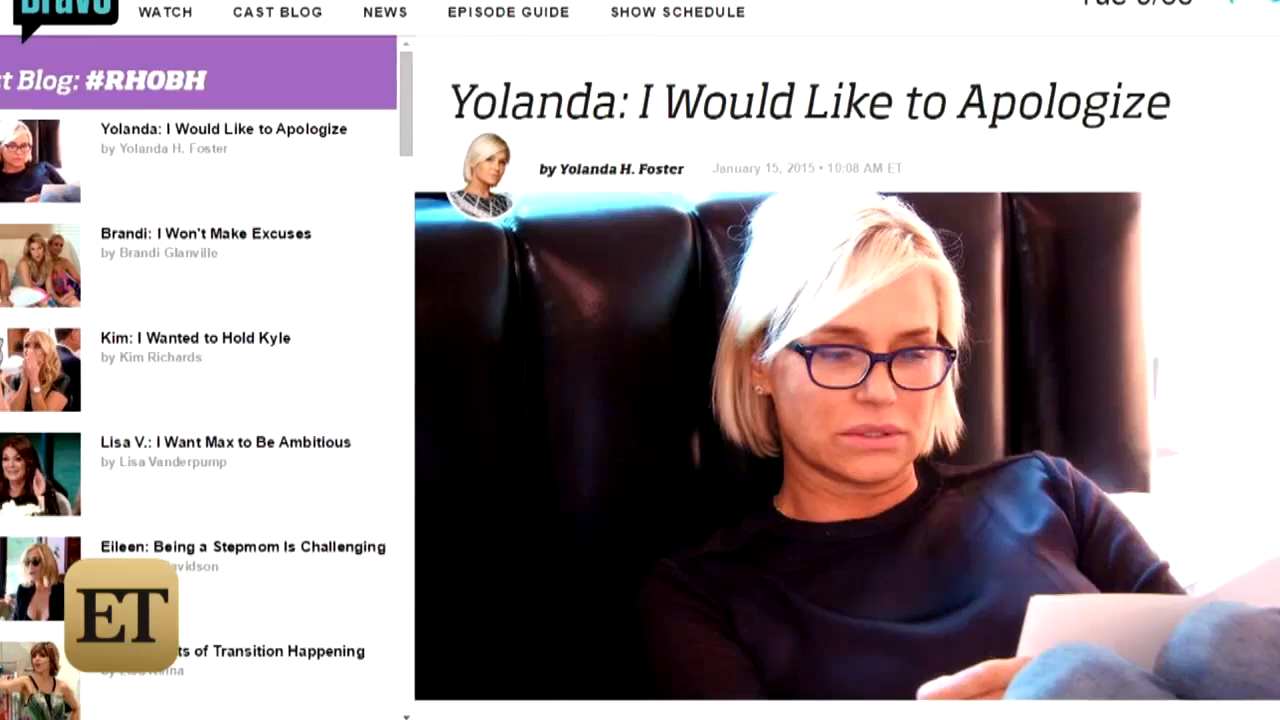 bravo
WATCH CAST BLOG NEWS EPISODE GUIDE SHOW SCHEDULE
Blog: #RHOBH
Yolanda: I Would Like to Apologize
by Yolanda H. Foster
Brandi: I Won't Make Excuses
by Brandi Glanville
Kim: I Wanted to Hold Kyle
by Kim Richards
Lisa V.: I Want Max to Be Ambitious
by Lisa Vanderpump
Eileen: Being a Stepmom Is Challenging
ET
of Transition Happening
Yolanda: I Would Like to Apologize
by Yolanda H. Foster January 15, 2015 • 10:08 AM ET